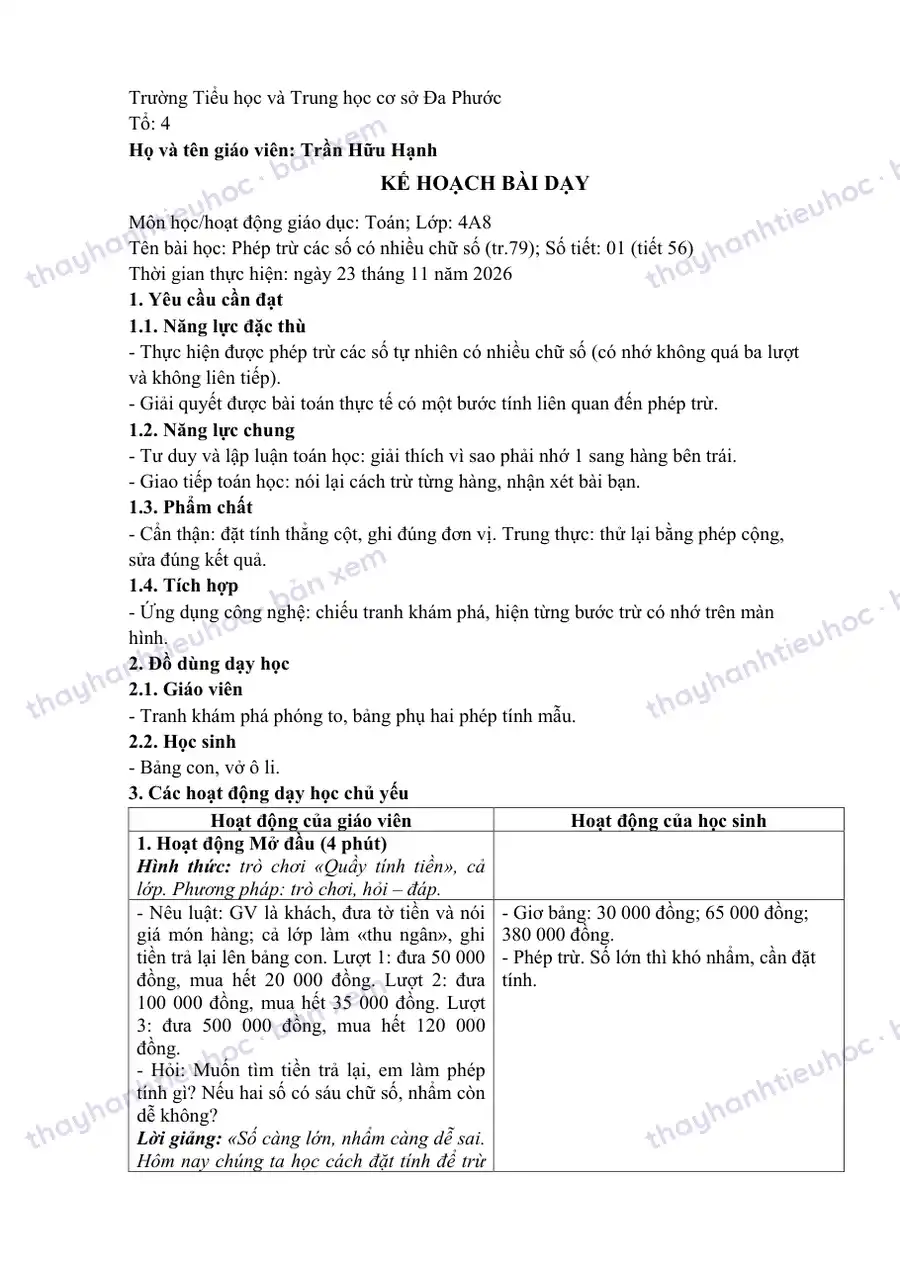 Trường Tiểu học và Trung học cơ sở Đa Phước
Tổ: 4
Họ và tên giáo viên: Trần Hữu Hạnh
KẾ HOẠCH BÀI DẠY
Môn học/hoạt động giáo dục: Toán; Lớp: 4A8
Tên bài học: Phép trừ các số có nhiều chữ số (tr.79); Số tiết: 01 (tiết 56)
Thời gian thực hiện: ngày 23 tháng 11 năm 2026
1. Yêu cầu cần đạt
1.1. Năng lực đặc thù
- Thực hiện được phép trừ các số tự nhiên có nhiều chữ số (có nhớ không quá ba lượt
và không liên tiếp).
- Giải quyết được bài toán thực tế có một bước tính liên quan đến phép trừ.
1.2. Năng lực chung
- Tư duy và lập luận toán học: giải thích vì sao phải nhớ 1 sang hàng bên trái.
- Giao tiếp toán học: nói lại cách trừ từng hàng, nhận xét bài bạn.
1.3. Phẩm chất
- Cẩn thận: đặt tính thẳng cột, ghi đúng đơn vị. Trung thực: thử lại bằng phép cộng,
sửa đúng kết quả.
1.4. Tích hợp
- Ứng dụng công nghệ: chiếu tranh khám phá, hiện từng bước trừ có nhớ trên màn
hình.
2. Đồ dùng dạy học
2.1. Giáo viên
- Tranh khám phá phóng to, bảng phụ hai phép tính mẫu.
2.2. Học sinh
- Bảng con, vở ô li.
3. Các hoạt động dạy học chủ yếu
Hoạt động của giáo viên
Hoạt động của học sinh
1. Hoạt động Mở đầu (4 phút)
Hình thức: trò chơi «Quầy tính tiền», cả
lớp. Phương pháp: trò chơi, hỏi – đáp.
- Nêu luật: GV là khách, đưa tờ tiền và nói
giá món hàng; cả lớp làm «thu ngân», ghi
tiền trả lại lên bảng con. Lượt 1: đưa 50 000
đồng, mua hết 20 000 đồng. Lượt 2: đưa
100 000 đồng, mua hết 35 000 đồng. Lượt
3: đưa 500 000 đồng, mua hết 120 000
đồng.
- Hỏi: Muốn tìm tiền trả lại, em làm phép
tính gì? Nếu hai số có sáu chữ số, nhẩm còn
dễ không?
Lời giảng: «Số càng lớn, nhẩm càng dễ sai.
Hôm nay chúng ta học cách đặt tính để trừ
- Giơ bảng: 30 000 đồng; 65 000 đồng;
380 000 đồng.
- Phép trừ. Số lớn thì khó nhẩm, cần đặt
tính.
thayhanhtieuhoc · bản xem
thayhanhtieuhoc · b
thayhanhtieuhoc · bản xem
thayhanhtieuhoc · b
thayhanhtieuhoc · bản xem
thayhanhtieuhoc · b